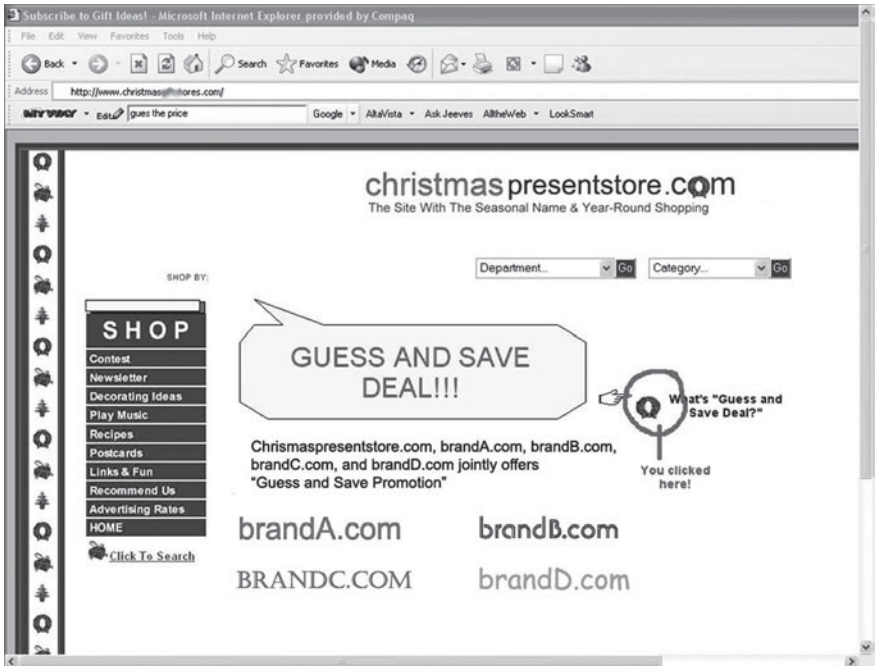 Subscribe to Gift Ideas! - Microsoft Internet Explorer provided by Compaq
File Edit View Favorites Tools Help
Back Search Favorites Media
Address http://www.christmas
Edit gues the price Google AltaVista Ask Jeeves AlltheWeb LookSmart
christmaspresentstore.com
The Site With The Seasonal Name & Year-Round Shopping
SHOP BY:
Department... Go Category... Go
SHOP
Contest
Newsletter
Decorating Ideas
Play Music
Recipes
Postcards
Links & Fun
Recommend Us
Advertising Rates
HOME
Click To Search
GUESS AND SAVE
DEAL!!!
What's "Guess and
Save Deal?"
You clicked
here!
Chrismaspresentstore.com, brandA.com, brandB.com,
brandC.com, and brandD.com jointly offers
"Guess and Save Promotion"
brandA.com
brandB.com
BRANDC.COM
brandD.com